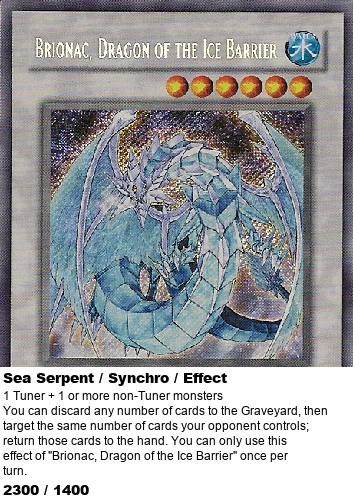 BRIONAC, DRAGON OF THE ICE BARRIER
WATER
水
Sea Serpent / Synchro / Effect
1 Tuner + 1 or more non-Tuner monsters
You can discard any number of cards to the Graveyard, then
target the same number of cards your opponent controls;
return those cards to the hand. You can only use this
effect of "Brionac, Dragon of the Ice Barrier" once per
turn.
2300 / 1400